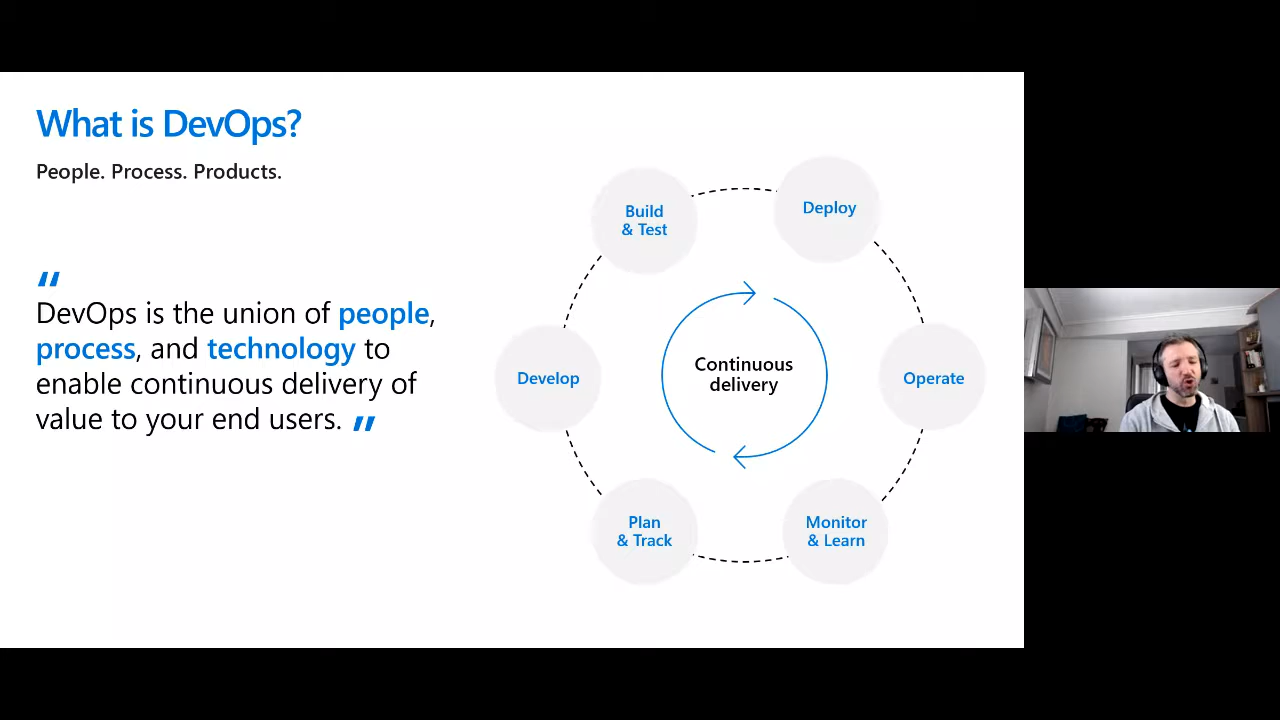 What is DevOps?
People. Process. Products.
“
DevOps is the union of people,
process, and technology to
enable continuous delivery of
value to your end users. ”
Build
& Test
Deploy
Develop
Continuous
delivery
Operate
Plan
& Track
Monitor
& Learn